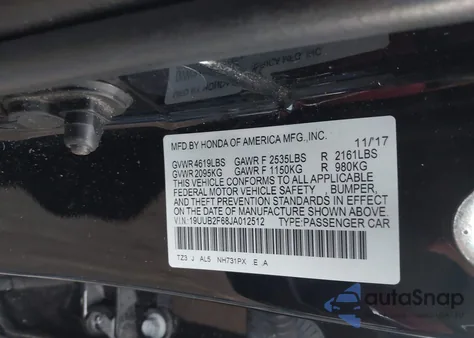 MFD.BY HONDA OF AMERICA MFG.,INC. 11/'17
GVWR 4619LBS GAWR F 2535LBS R 2161LBS
GVWR 2095KG GAWR F 1150KG R 980KG
THIS VEHICLE CONFORMS TO ALL APPLICABLE
FEDERAL MOTOR VEHICLE SAFETY , BUMPER,
AND THEFT PREVENTION STANDARDS IN EFFECT
ON THE DATE OF MANUFACTURE SHOWN ABOVE.
V.I.N: 19UUB2F68JA012512 TYPE:PASSENGER CAR
TZ3 J AL5 NH731PX E A
autoSnap